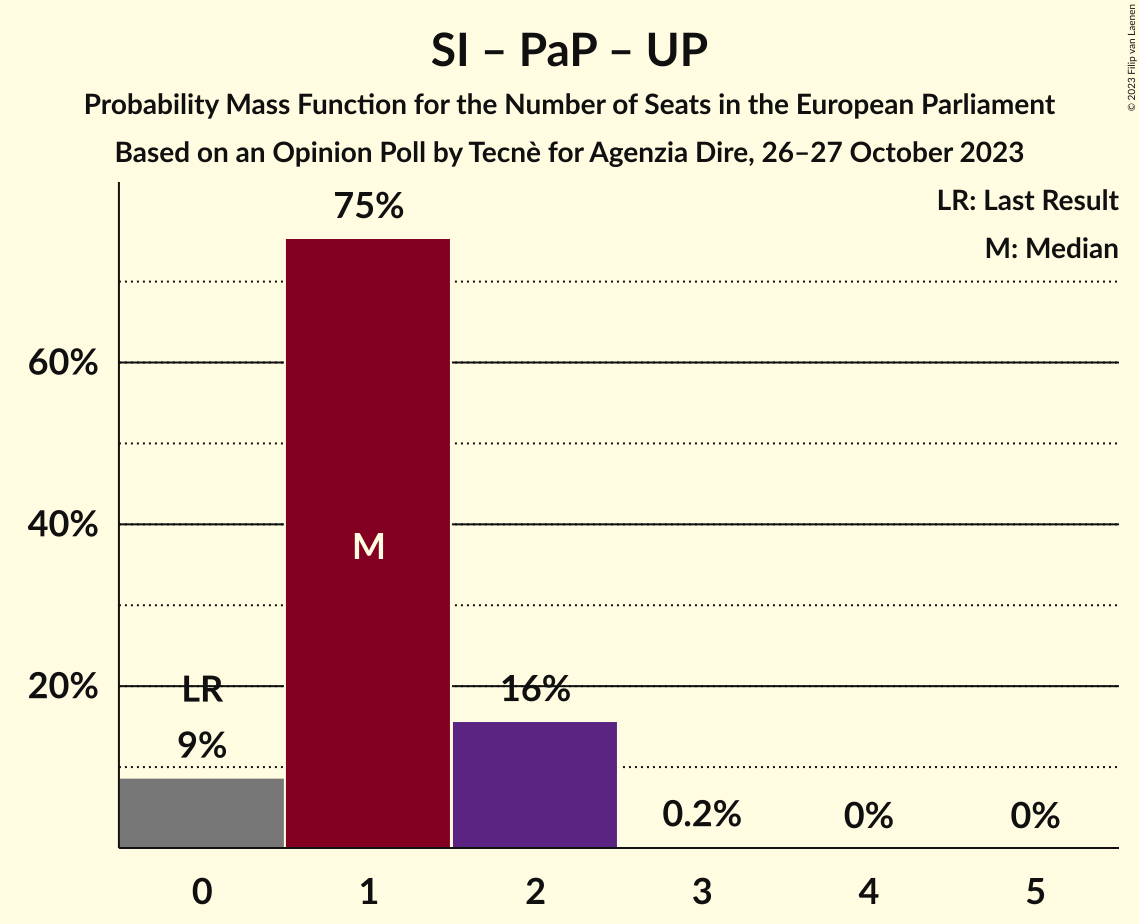 SI – PaP – UP
Probability Mass Function for the Number of Seats in the European Parliament
Based on an Opinion Poll by Tecnè for Agenzia Dire, 26–27 October 2023
© 2023 Filip van Laenen
LR: Last Result
M: Median
75%
60%
40%
20%
M
LR
9%
16%
0.2%
0%
0%
0 1 2 3 4 5